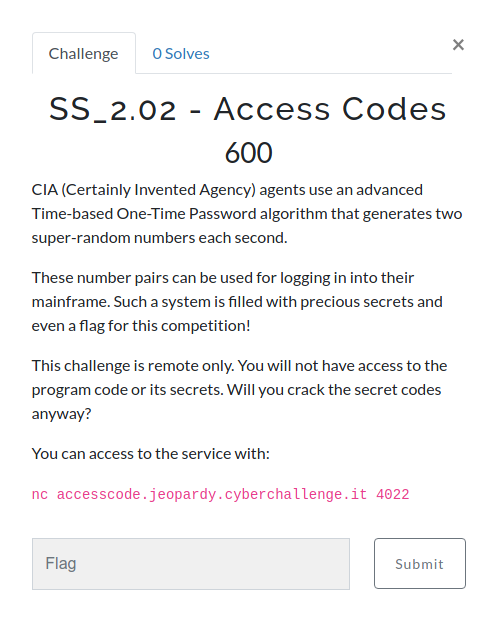 Challenge
0 Solves
×
SS_2.02 - Access Codes
600
CIA (Certainly Invented Agency) agents use an advanced
Time-based One-Time Password algorithm that generates two
super-random numbers each second.
These number pairs can be used for logging in into their
mainframe. Such a system is filled with precious secrets and
even a flag for this competition!
This challenge is remote only. You will not have access to the
program code or its secrets. Will you crack the secret codes
anyway?
You can access to the service with:
nc accesscode.jeopardy.cyberchallenge.it 4022
Flag
Submit